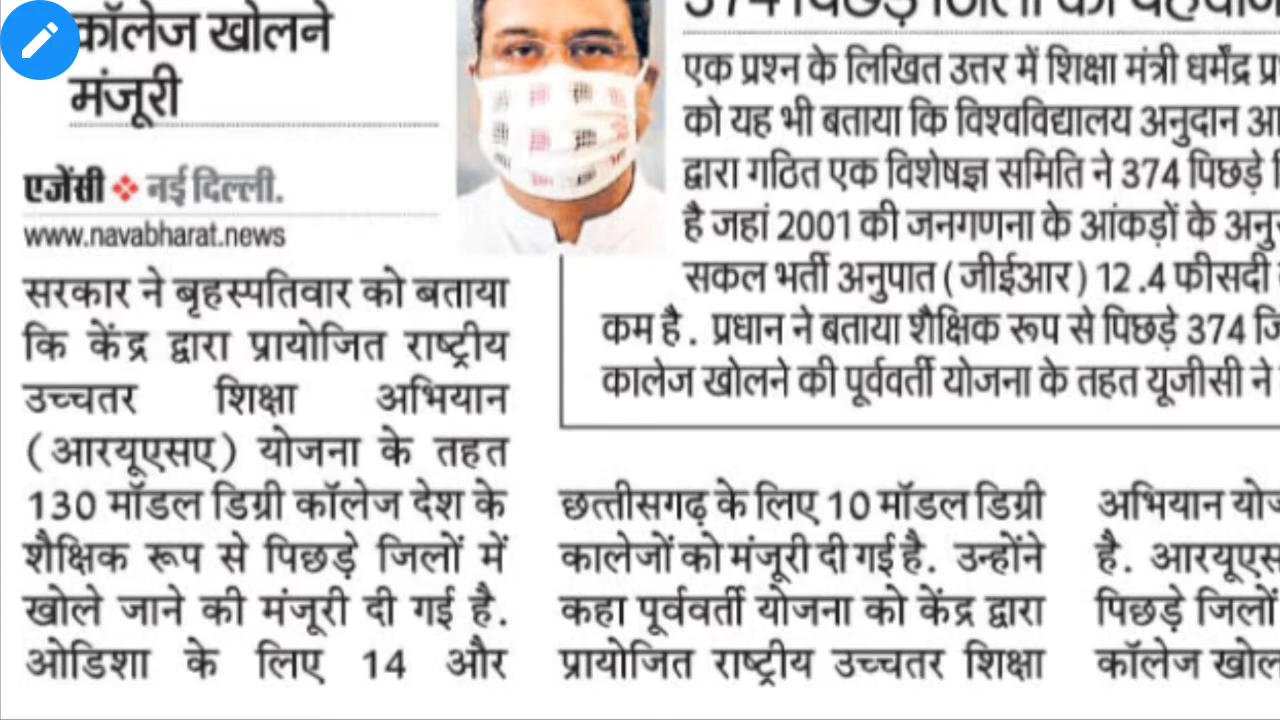 कॉलेज खोलने
मंजूरी
एजेंसी ❖ नई दिल्ली.
www.navabharat.news
सरकार ने बृहस्पतिवार को बताया
कि केंद्र द्वारा प्रायोजित राष्ट्रीय
उच्चतर शिक्षा अभियान
(आरयूएसए) योजना के तहत
130 मॉडल डिग्री कॉलेज देश के
शैक्षिक रूप से पिछड़े जिलों में
खोले जाने की मंजूरी दी गई है.
ओडिशा के लिए 14 और
374 पिछड़े जिलों की
एक प्रश्न के लिखित उत्तर में शिक्षा मंत्री धर्मेंद्र
को यह भी बताया कि विश्वविद्यालय अनुदान
द्वारा गठित एक विशेषज्ञ समिति ने 374 पिछड़े
है जहां 2001 की जनगणना के आंकड़ों के
सकल भर्ती अनुपात (जीईआर) 12.4 फीसदी
कम है. प्रधान ने बताया शैक्षिक रूप से पिछड़े 374
कालेज खोलने की पूर्ववर्ती योजना के तहत यूजीसी ने
छत्तीसगढ़ के लिए 10 मॉडल डिग्री
कालेजों को मंजूरी दी गई है. उन्होंने
कहा पूर्ववर्ती योजना को केंद्र द्वारा
प्रायोजित राष्ट्रीय उच्चतर शिक्षा
अभियान
है. आरयूएस
पिछड़े जिलों
कॉलेज खोल